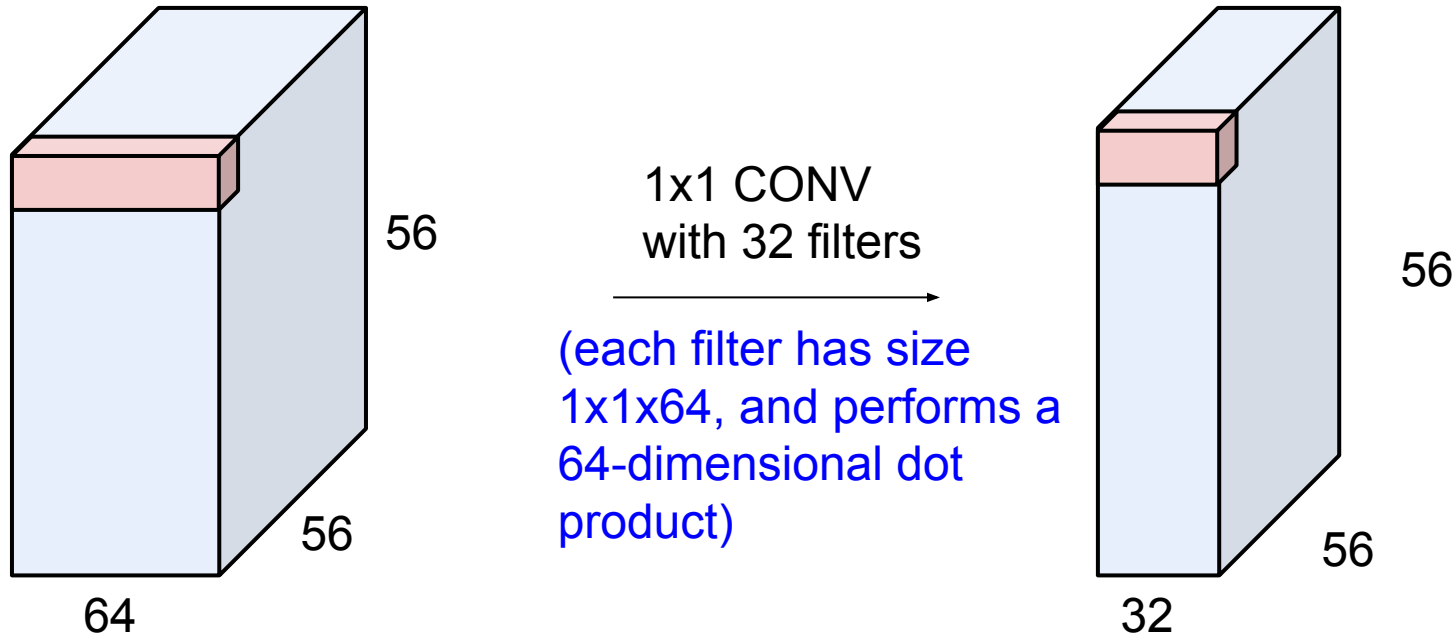 56
56
64
1x1 CONV
with 32 filters
(each filter has size
1x1x64, and performs a
64-dimensional dot
product)
56
56
32